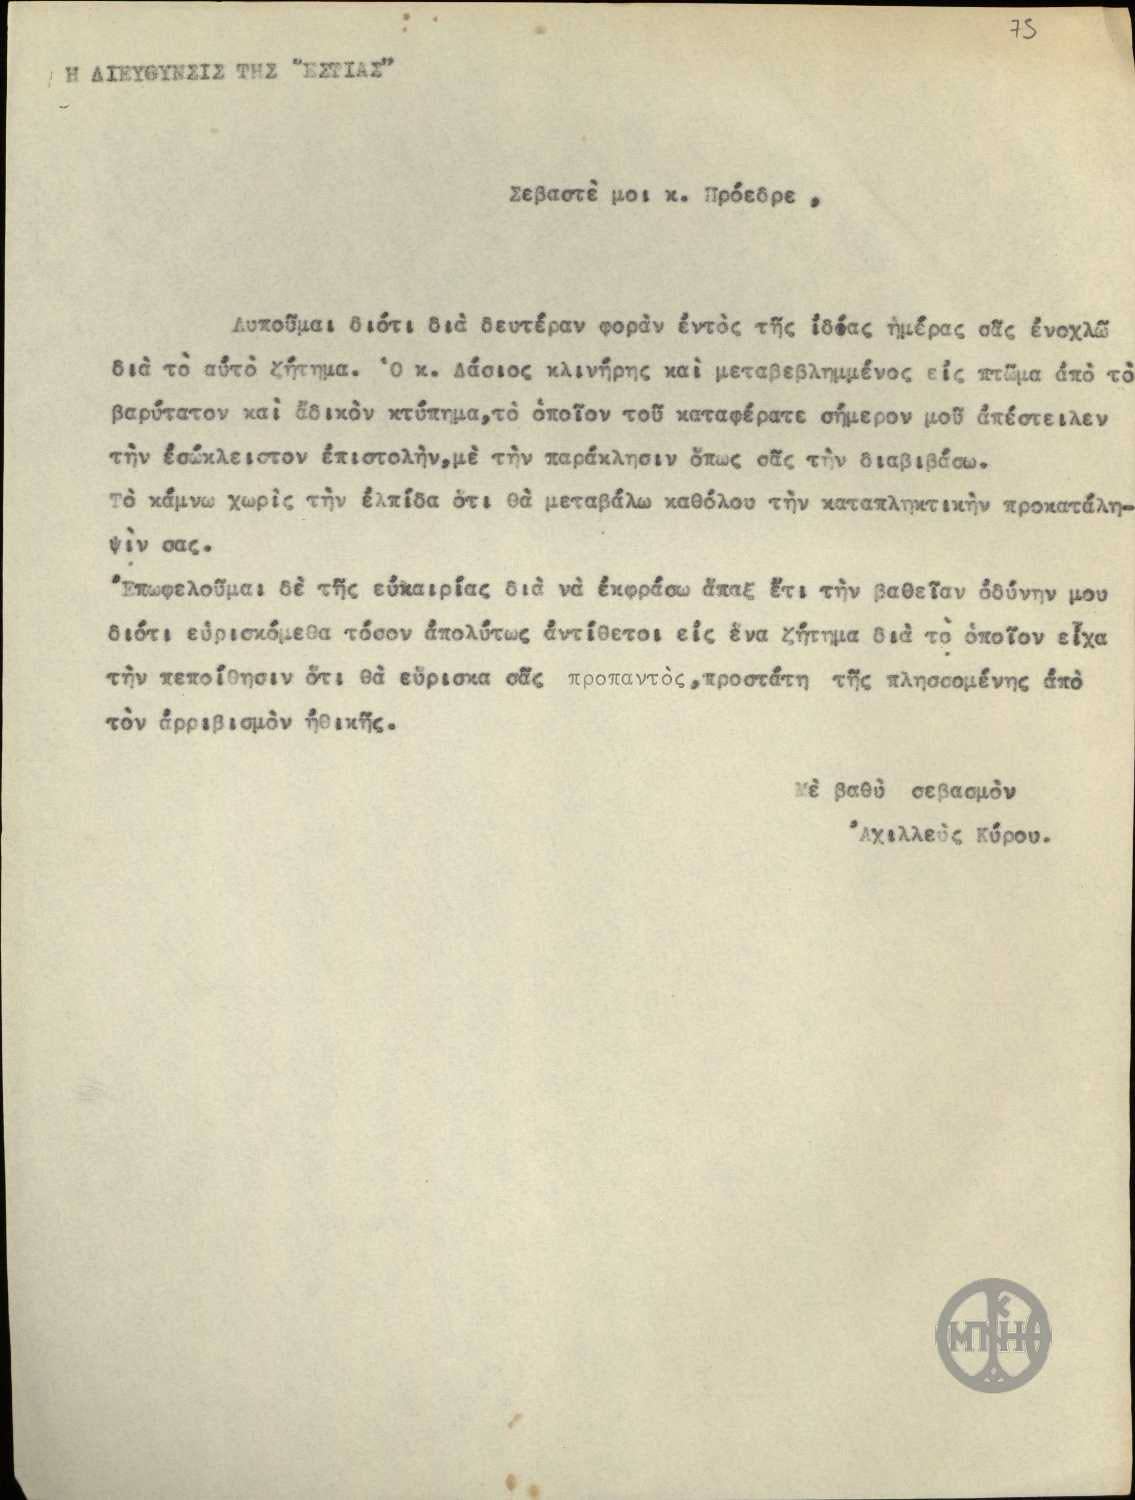 75
Η ΔΙΕΥΘΥΝΣΙΣ ΤΗΣ "ΕΣΤΙΑΣ"
Σεβαστὲ μοι κ. Πρόεδρε ,
Λυποῦμαι διότι διὰ δευτέραν φορὰν ἐντὸς τῆς ἰδίας ἡμέρας σᾶς ἐνοχλῶ
διὰ τὸ αὐτὸ ζήτημα. Ὁ κ. Δάσιος κλινήρης καὶ μεταβεβλημμένος εἰς πτῶμα ἀπὸ τὸ
βαρύτατον καὶ ἄδικὸν κτύπημα,τὸ ὁποῖον τοῦ καταφέρατε σήμερον μοῦ ἀπέστειλεν
τὴν ἐσώκλειστον ἐπιστολὴν,μὲ τὴν παράκλησιν ὅπως σᾶς τὴν διαβιβάσω.
Τὸ κάμνω χωρὶς τὴν ἐλπίδα ὅτι θὰ μεταβάλω καθόλου τὴν καταπληκτικὴν προκατάλη-
ψὶν σας.
Ἐπωφελοῦμαι δὲ τῆς εὐκαιρίας διὰ νὰ ἐκφράσω ἅπαξ ἔτι τὴν βαθεῖαν ὀδύνην μου
διότι εὑρισκόμεθα τόσον ἀπολύτως ἀντίθετοι εἰς ἕνα ζήτημα διὰ τὸ ὁποῖον εἶχα
τὴν πεποίθησιν ὅτι θὰ εὕρισκα σᾶς προπαντὸς,προστάτη τῆς πλησσομένης ἀπὸ
τὸν ἀρριβισμὸν ἠθικῆς.
Μὲ βαθὺ σεβασμὸν
Ἀχιλλεὺς Κύρου.
ΜΝΗΘ